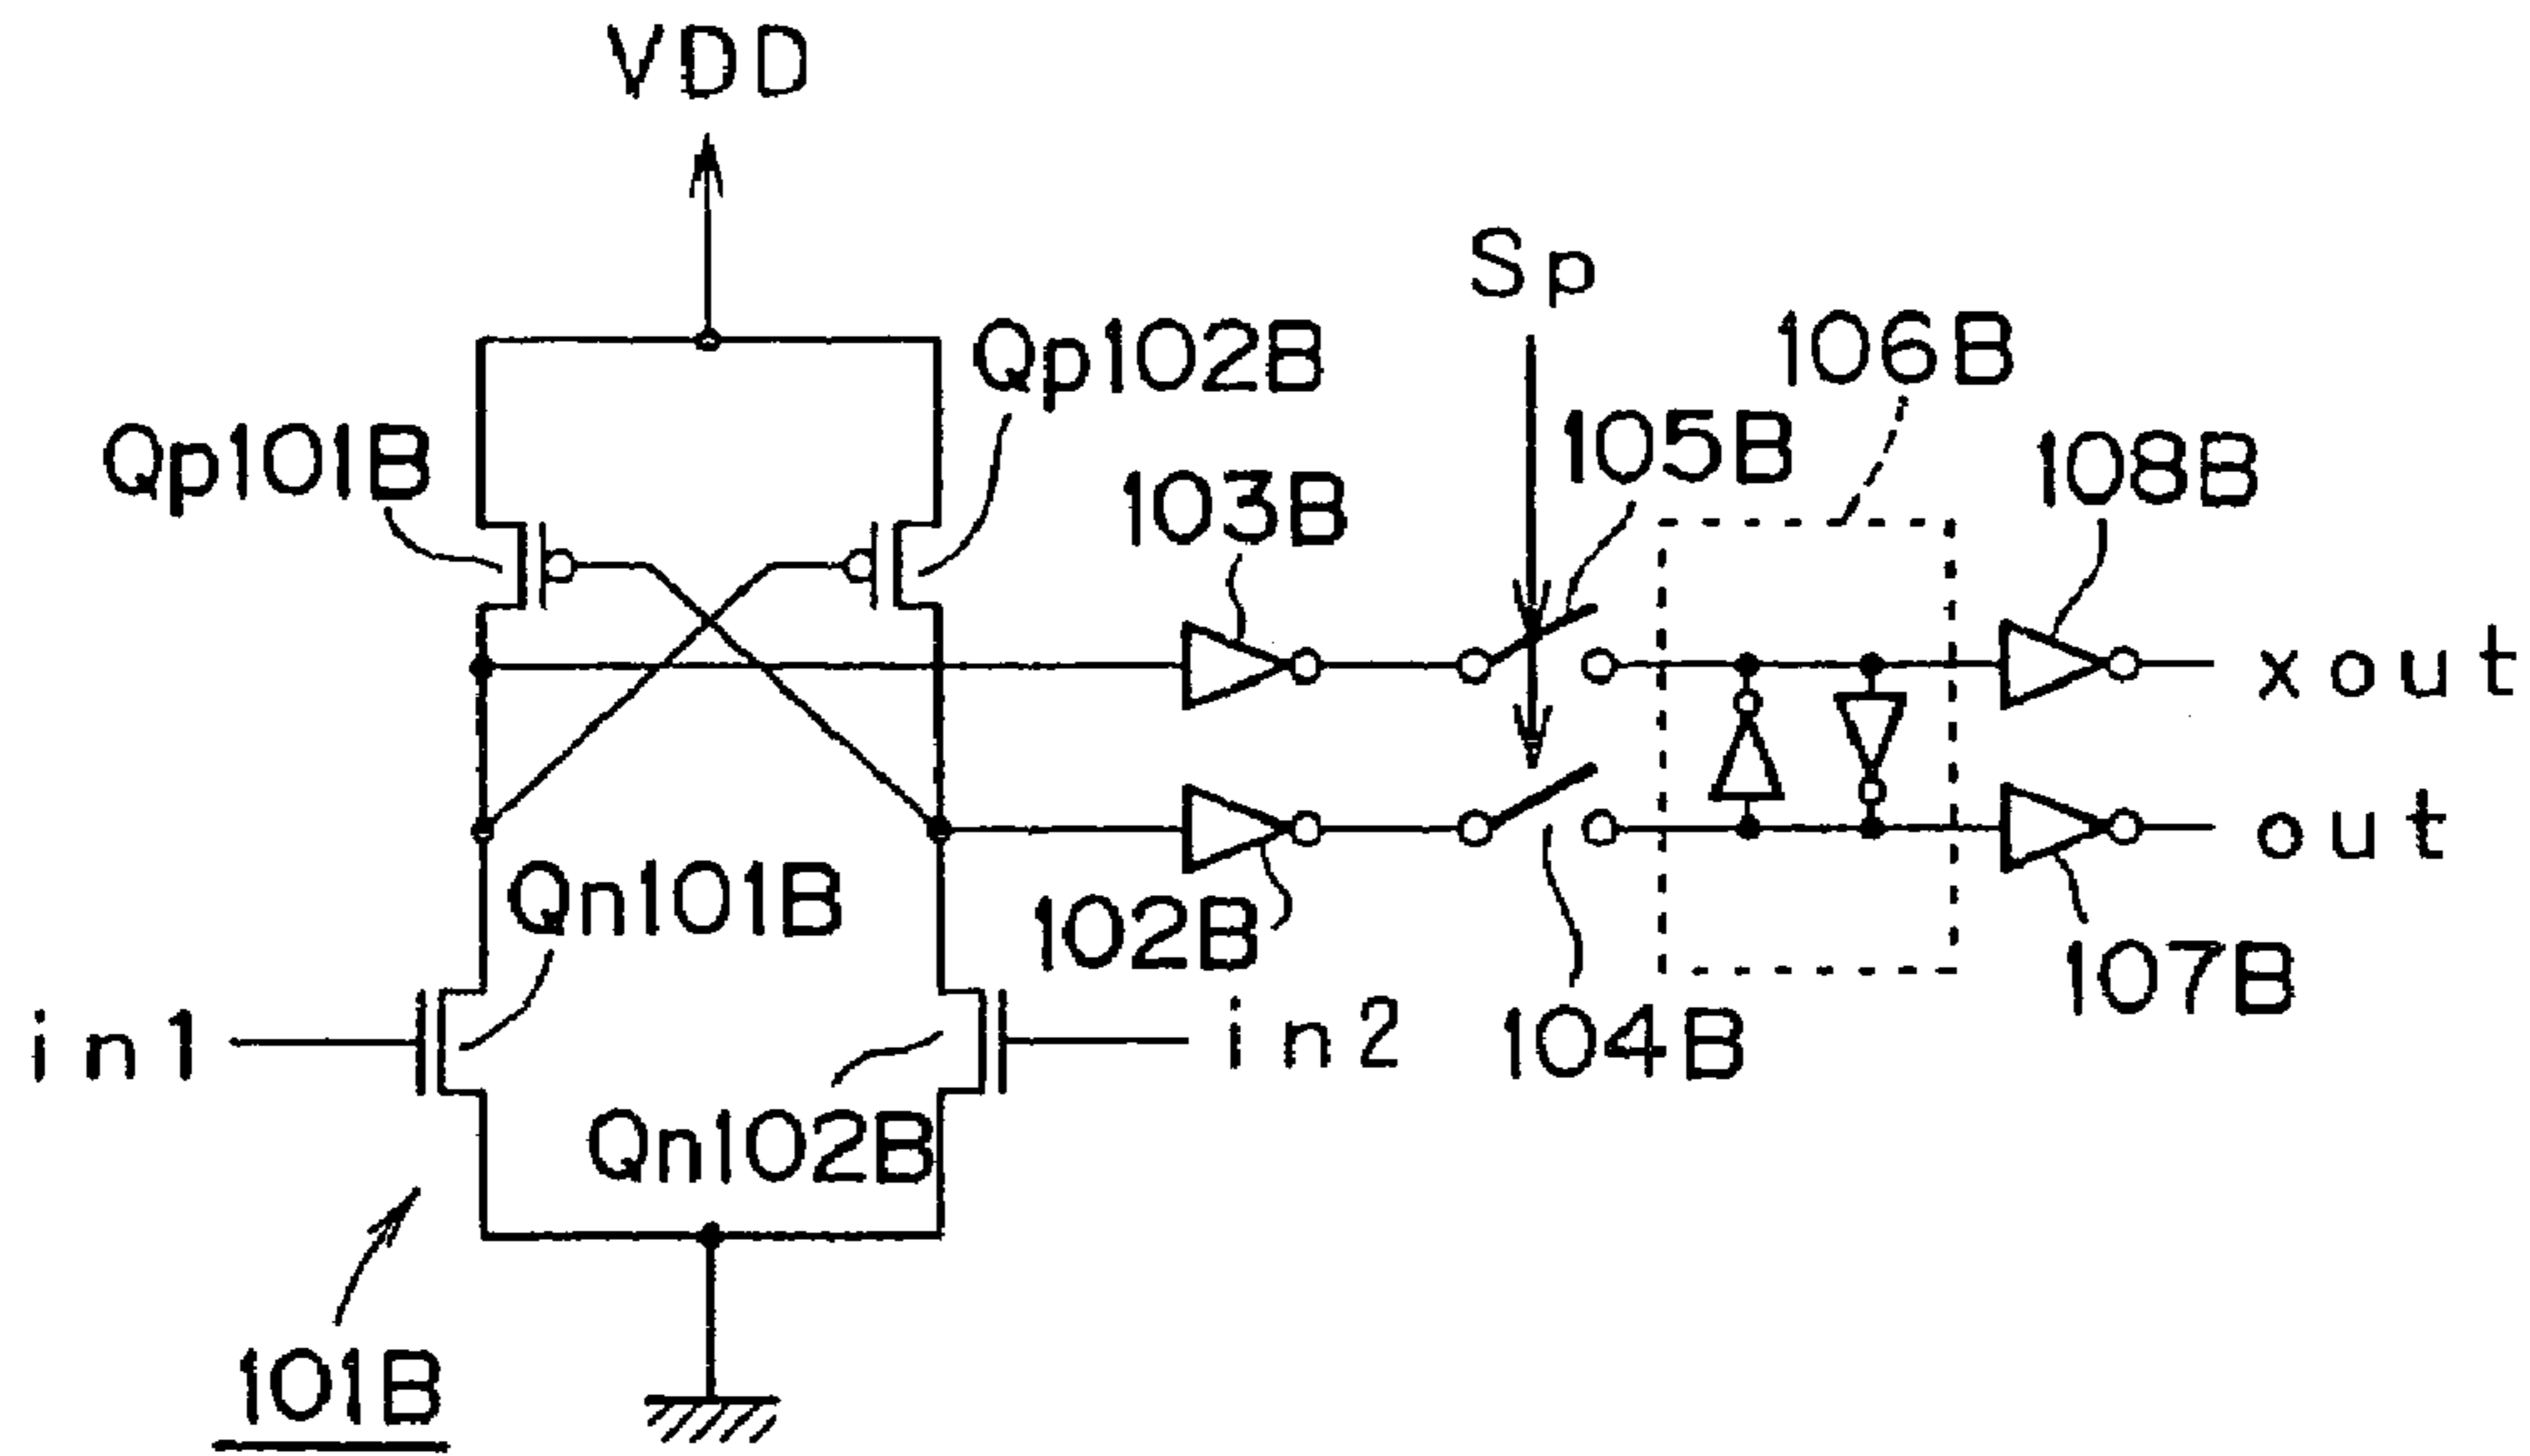 VDD
Sp
Qp102B
106B
Qp101B
105B
108B
103B
xout
out
Qn101B
102B
107B
in1
in2
104B
Qn102B
101B